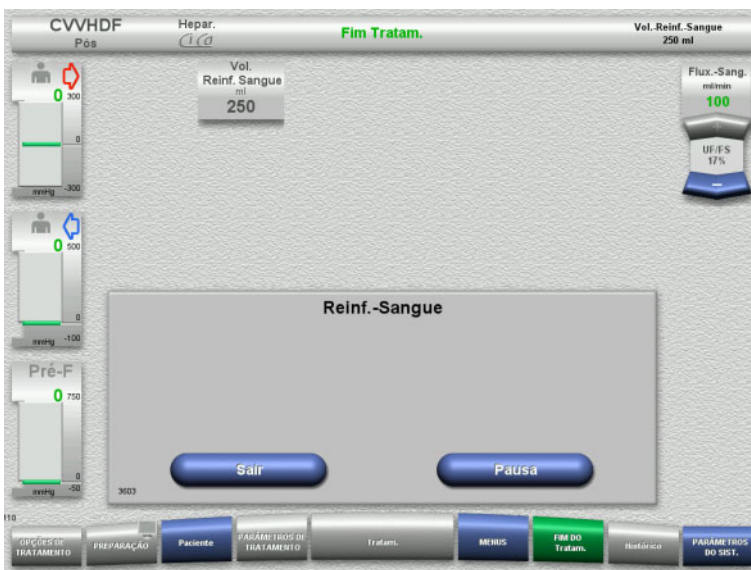 CVVHDF
Pós
Hepar.
Ci Ca
Fim Tratam.
Vol.-Reinf.-Sangue
250 ml
0
300
0
mmHg
-300
Vol.
Reinf. Sangue
ml
250
Flux.-Sang.
ml/min
100
+
UF/FS
17%
–
0
500
0
mmHg
-100
Pré-F
0
750
0
mmHg
-50
Reinf.-Sangue
Sair
Pausa
3603
110
OPÇÕES DE
TRATAMENTO
PREPARAÇÃO
Paciente
PARÂMETROS DE
TRATAMENTO
Tratam.
MENUS
FIM DO
Tratam.
Histórico
PARÂMETROS
DO SIST.